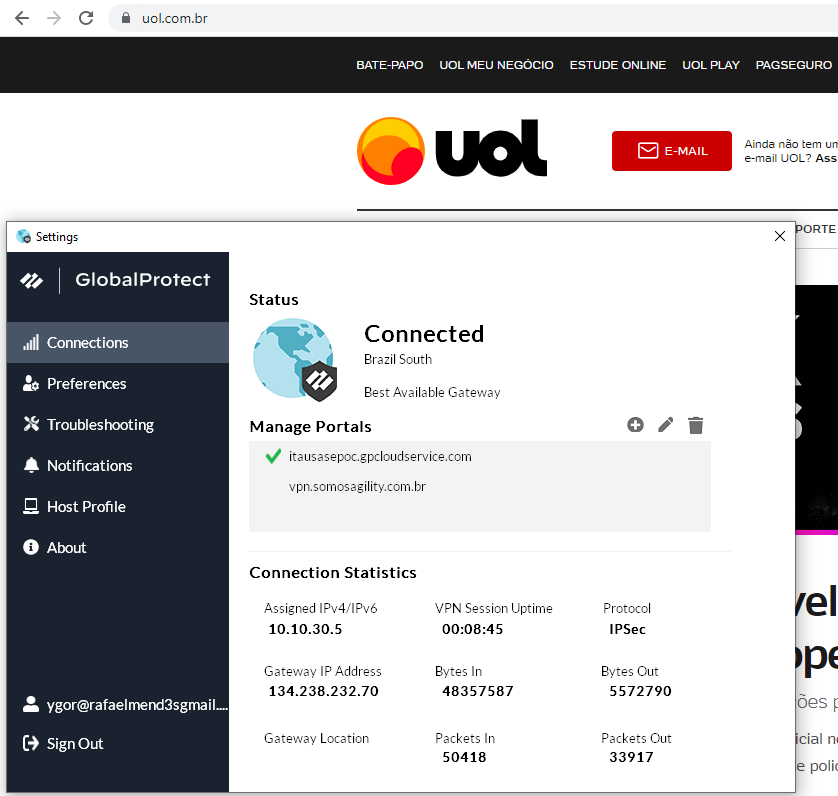 uol.com.br
BATE-PAPO UOL MEU NEGÓCIO ESTUDE ONLINE UOL PLAY PAGSEGURO
uol
E-MAIL
Ainda não tem um
e-mail UOL? Ass
PORTE
Settings
GlobalProtect
Connections
Preferences
Troubleshooting
Notifications
Host Profile
About
ygor@rafaelmend3sgmail....
Sign Out
Status
Connected
Brazil South
Best Available Gateway
Manage Portals
itausasepoc.gpcloudservice.com
vpn.somosagility.com.br
Connection Statistics
Assigned IPv4/IPv6 VPN Session Uptime Protocol
10.10.30.5 00:08:45 IPSec
Gateway IP Address Bytes In Bytes Out
134.238.232.70 48357587 5572790
Gateway Location Packets In Packets Out
50418 33917
vel
ope
ções p
icial n
e polic